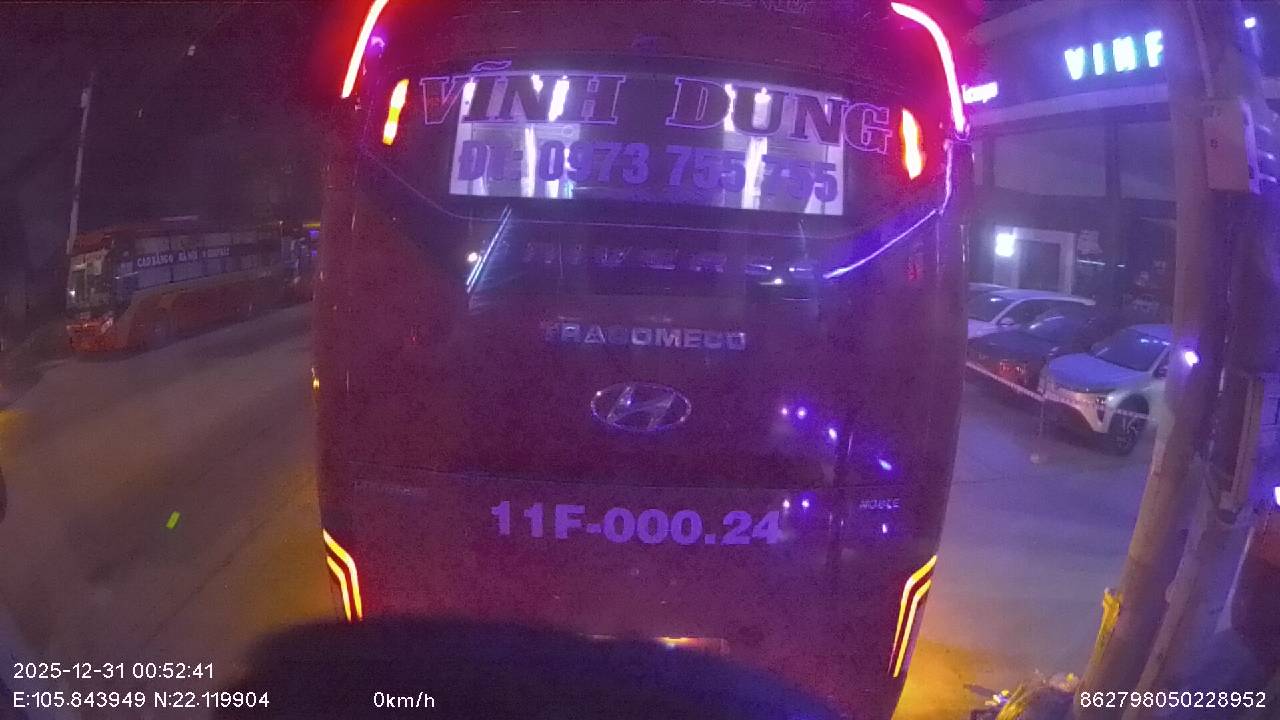 VĨNH DUNG
ĐT: 0973 755 755
VINF
UNIVERSE
TRACOMECO
11F-000.24
2025-12-31 00:52:41
E:105.843949 N:22.119904
0km/h
862798050228952